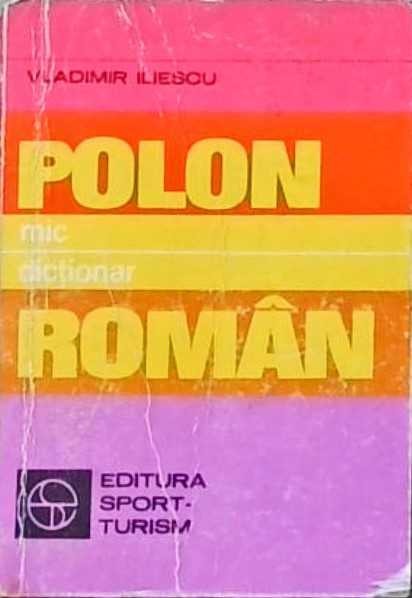 VLADIMIR ILIESCU
POLON
mic
dicționar
ROMÂN
EDITURA
SPORT-
TURISM